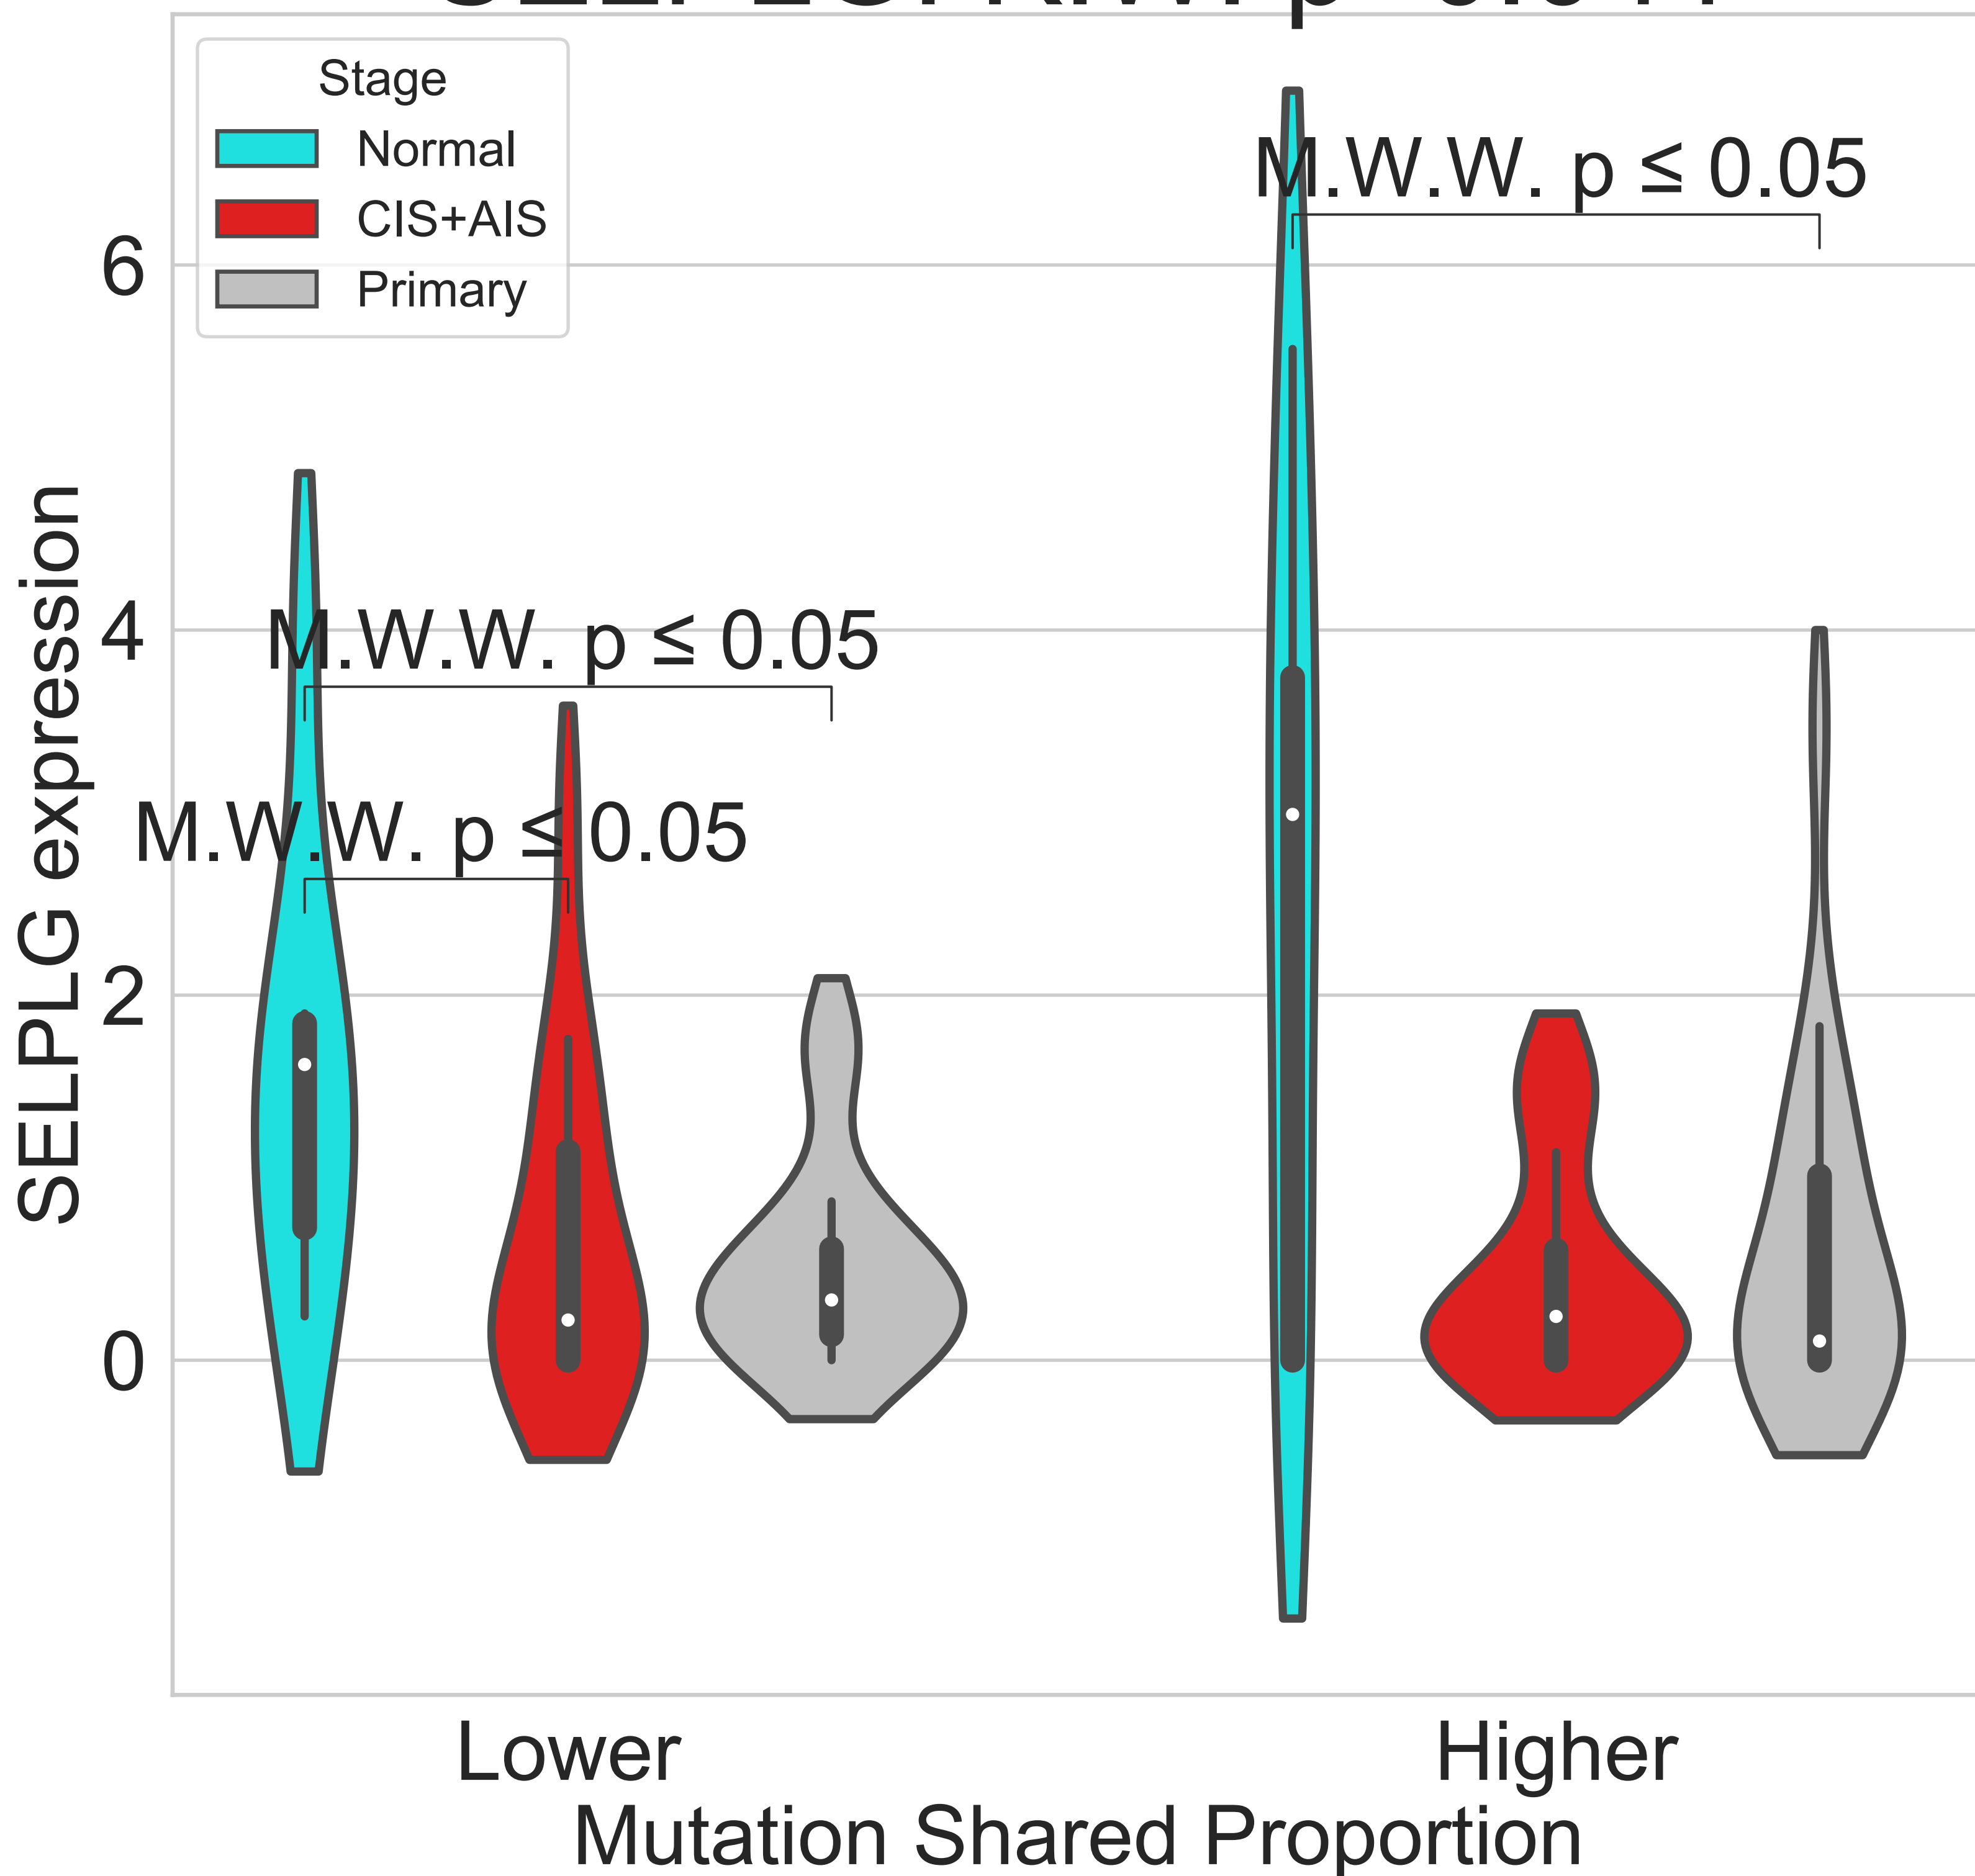 Stage
Normal
CIS+AIS
Primary
M.W.W. p ≤ 0.05
M.W.W. p ≤ 0.05
M.W.W. p ≤ 0.05
6
4
2
0
SELPLG expression
Lower
Higher
Mutation Shared Proportion